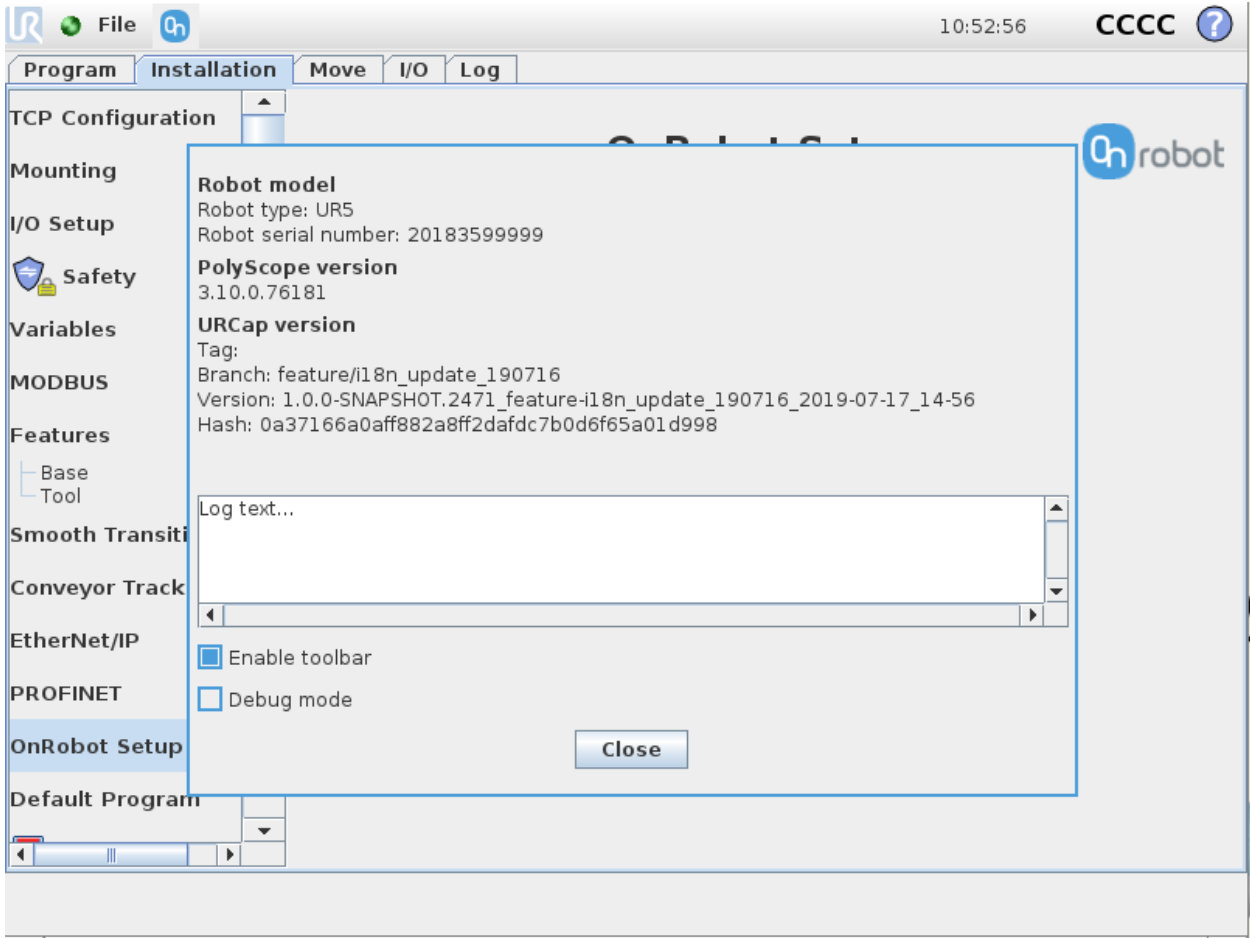 UR File On 10:52:56 CCCC ?
Program Installation Move I/O Log
TCP Configuration
Mounting
I/O Setup
Safety
Variables
MODBUS
Features
Base
Tool
Smooth Transiti
Conveyor Track
EtherNet/IP
PROFINET
OnRobot Setup
Default Program
On robot
Robot model
Robot type: UR5
Robot serial number: 20183599999
PolyScope version
3.10.0.76181
URCap version
Tag:
Branch: feature/i18n_update_190716
Version: 1.0.0-SNAPSHOT.2471_feature-i18n_update_190716_2019-07-17_14-56
Hash: 0a37166a0aff882a8ff2dafdc7b0d6f65a01d998
Log text...
Enable toolbar
Debug mode
Close